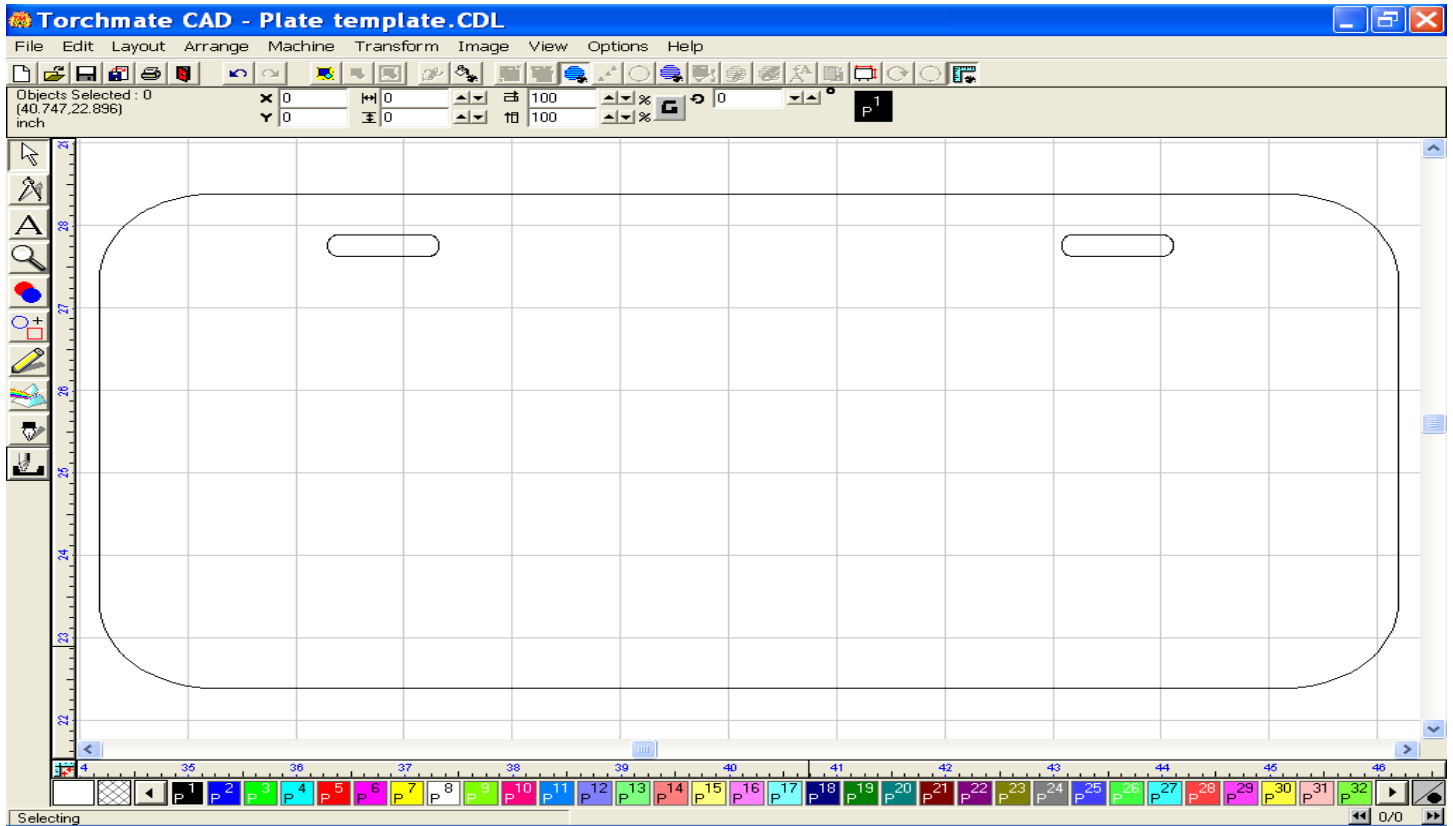 Torchmate CAD - Plate template.CDL
File Edit Layout Arrange Machine Transform Image View Options Help
Objects Selected : 0
(40.747,22.896)
inch
X 0 0 100 % G 0 °
Y 0 0 100 %
P1
A
29
28
27
26
25
24
23
22
4 35 36 37 38 39 40 41 42 43 44 45 46
P1 P2 P3 P4 P5 P6 P7 P8 P9 P10 P11 P12 P13 P14 P15 P16 P17 P18 P19 P20 P21 P22 P23 P24 P25 P26 P27 P28 P29 P30 P31 P32
Selecting 0/0